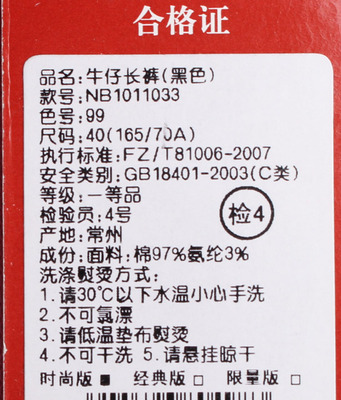 合格证
品名:牛仔长裤(黑色)
款号:NB1011033
色号:99
尺码:40(165/70A)
执行标准:FZ/T81006-2007
安全类别:GB18401-2003(C类)
等级:一等品
检验员:4号
检4
产地:常州
成份:面料:棉97%氨纶3%
洗涤熨烫方式:
1.请30℃以下水温小心手洗
2.不可氯漂
3.请低温垫布熨烫
4.不可干洗 5.请悬挂晾干
时尚版■ 经典版□ 限量版□